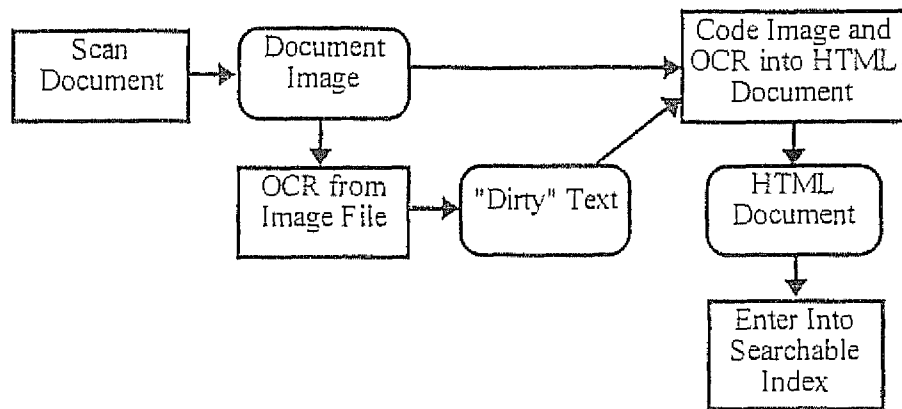 Scan
Document
Document
Image
Code Image and
OCR into HTML
Document
OCR from
Image File
"Dirty" Text
HTML
Document
Enter Into
Searchable
Index